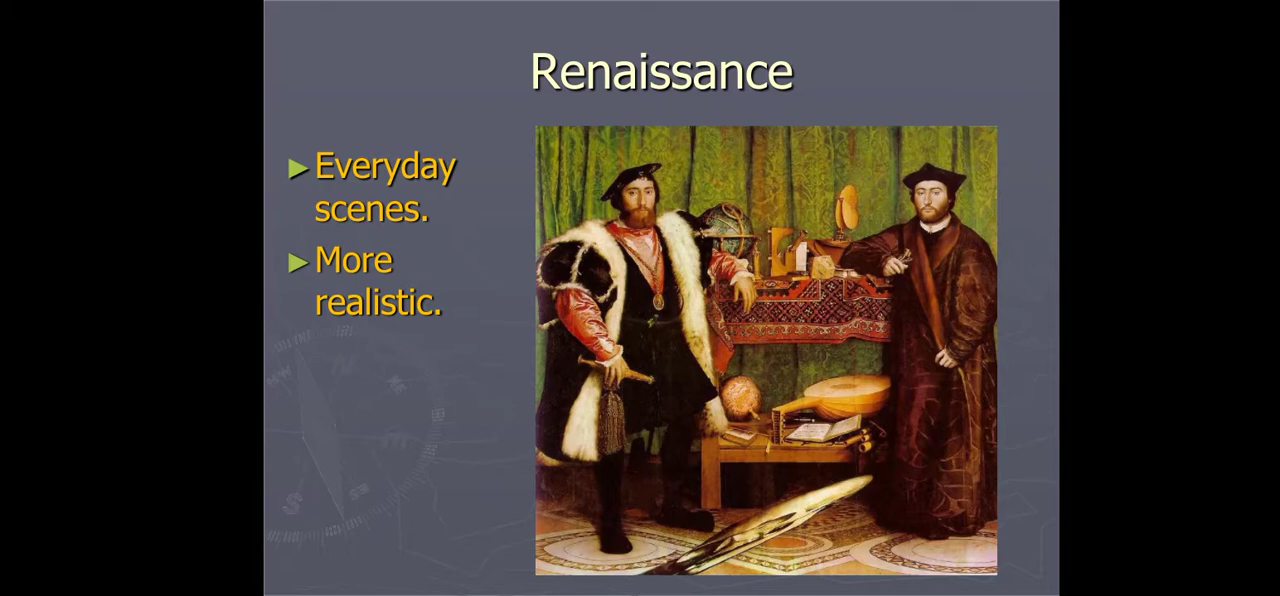 Renaissance
►Everyday
scenes.
►More
realistic.